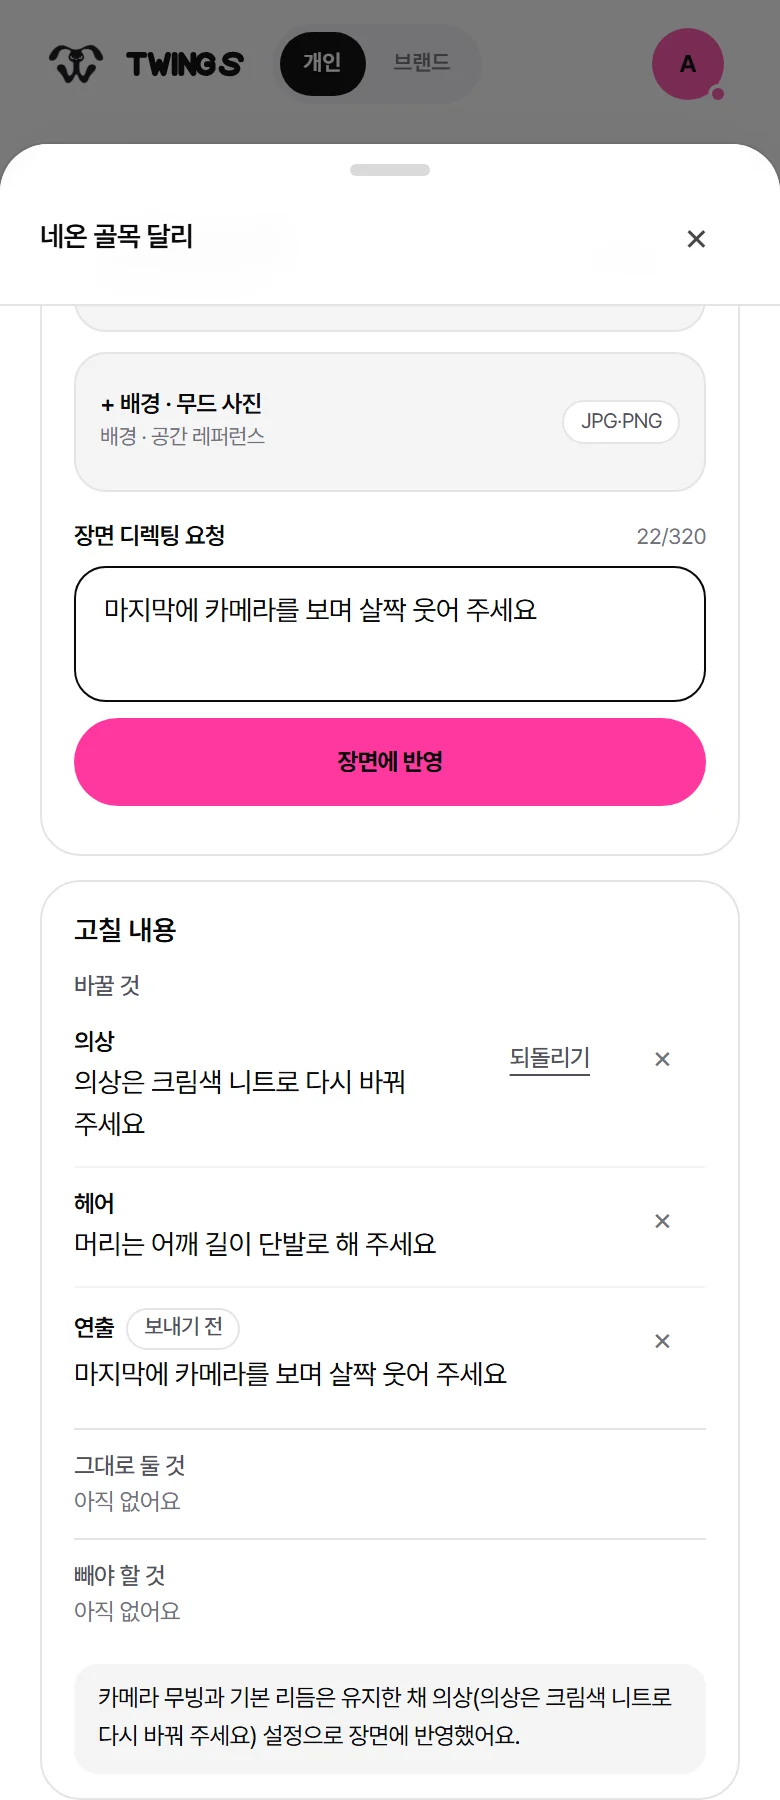 TWINGS
개인
브랜드
A
네온 골목 달리
✕
+ 배경 · 무드 사진
배경 · 공간 레퍼런스
JPG·PNG
장면 디렉팅 요청
22/320
마지막에 카메라를 보며 살짝 웃어 주세요
장면에 반영
고칠 내용
바꿀 것
의상
의상은 크림색 니트로 다시 바꿔
주세요
되돌리기
✕
헤어
머리는 어깨 길이 단발로 해 주세요
✕
연출
보내기 전
마지막에 카메라를 보며 살짝 웃어 주세요
✕
그대로 둘 것
아직 없어요
빼야 할 것
아직 없어요
카메라 무빙과 기본 리듬은 유지한 채 의상(의상은 크림색 니트로
다시 바꿔 주세요) 설정으로 장면에 반영했어요.